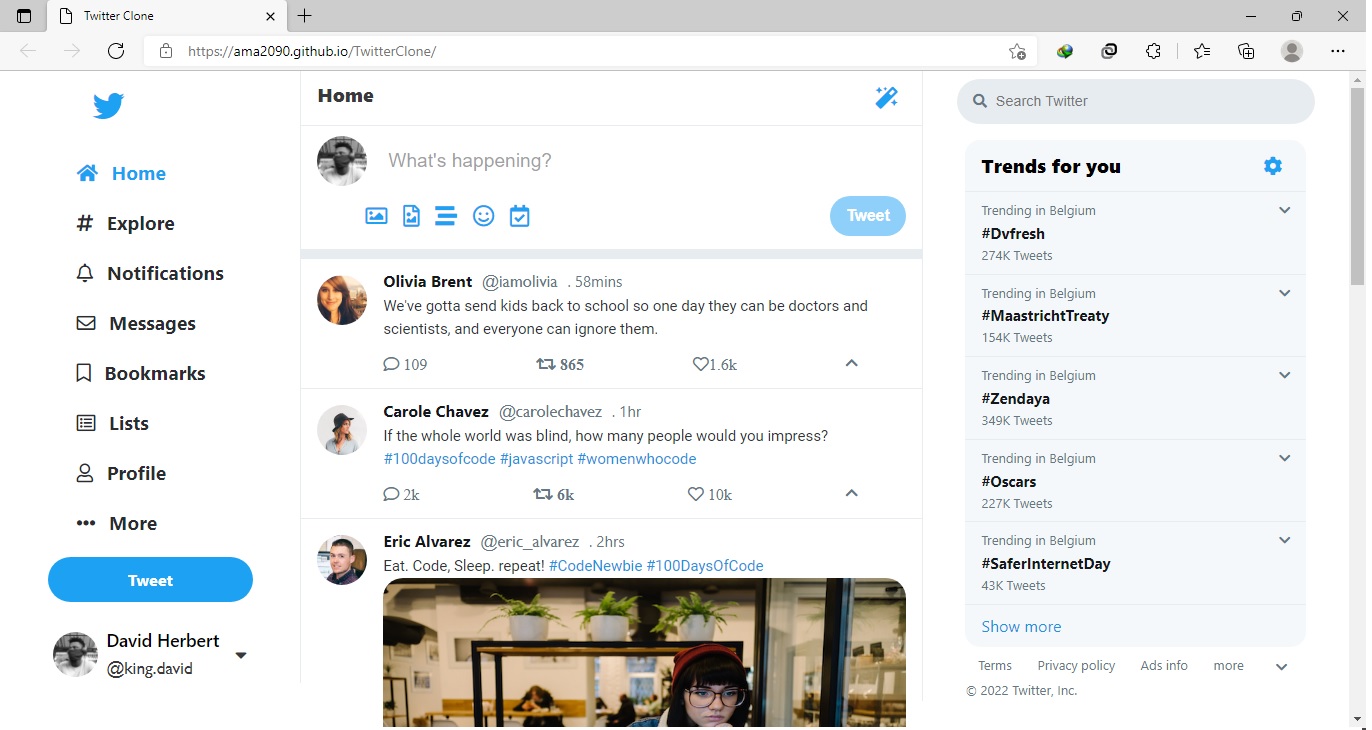 Twitter Clone
https://ama2090.github.io/TwitterClone/
Home
Explore
Notifications
Messages
Bookmarks
Lists
Profile
More
Tweet
David Herbert
@king.david
Home
What's happening?
Tweet
Olivia Brent @iamolivia . 58mins
We've gotta send kids back to school so one day they can be doctors and
scientists, and everyone can ignore them.
109 865 1.6k
Carole Chavez @carolechavez . 1hr
If the whole world was blind, how many people would you impress?
#100daysofcode #javascript #womenwhocode
2k 6k 10k
Eric Alvarez @eric_alvarez . 2hrs
Eat. Code, Sleep. repeat! #CodeNewbie #100DaysOfCode
Search Twitter
Trends for you
Trending in Belgium
#Dvfresh
274K Tweets
Trending in Belgium
#MaastrichtTreaty
154K Tweets
Trending in Belgium
#Zendaya
349K Tweets
Trending in Belgium
#Oscars
227K Tweets
Trending in Belgium
#SaferInternetDay
43K Tweets
Show more
Terms Privacy policy Ads info more
© 2022 Twitter, Inc.